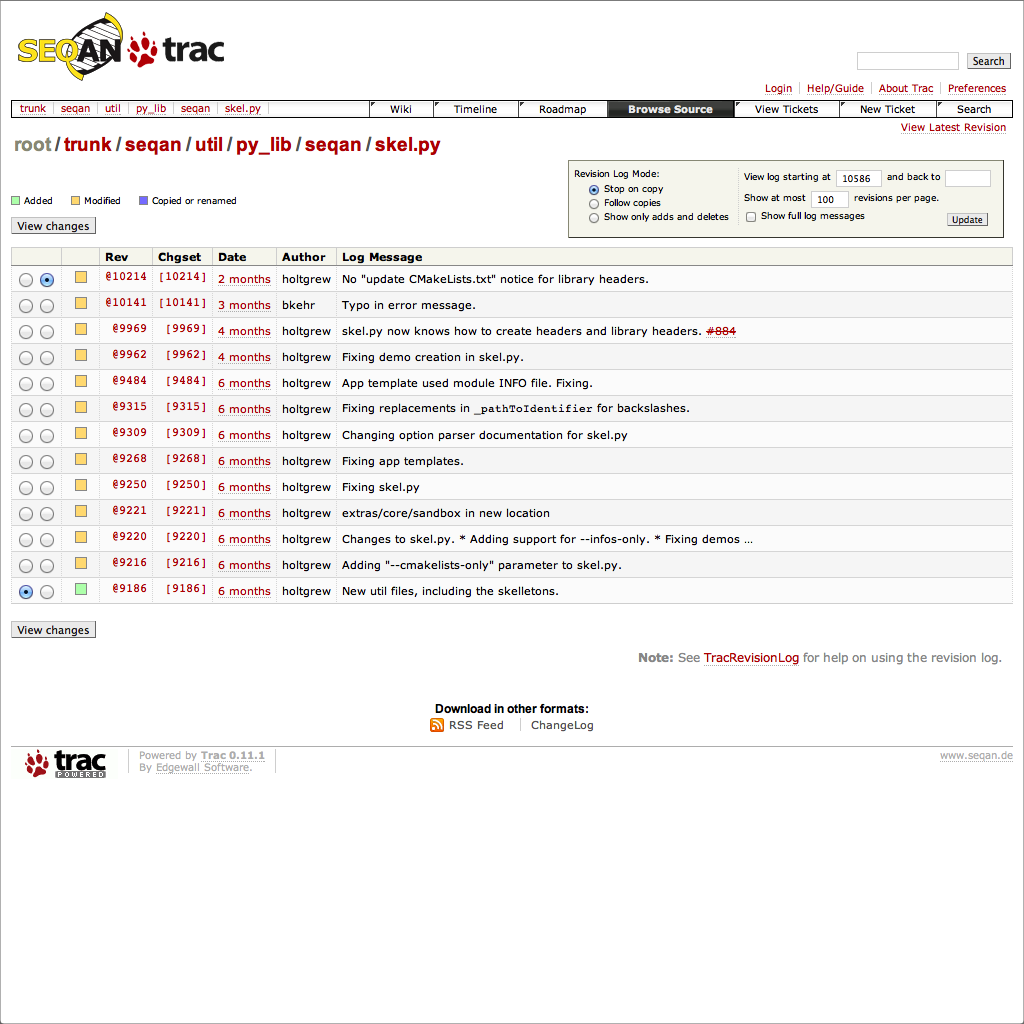 SEQAN trac
Search
Login Help/Guide About Trac Preferences
trunk seqan util py_lib seqan skel.py Wiki Timeline Roadmap Browse Source View Tickets New Ticket Search
View Latest Revision
root / trunk / seqan / util / py_lib / seqan / skel.py
Revision Log Mode:
Stop on copy
Follow copies
Show only adds and deletes
View log starting at 10586 and back to
Show at most 100 revisions per page.
Show full log messages
Update
Added Modified Copied or renamed
View changes
Rev Chgset Date Author Log Message
@10214 [10214] 2 months holtgrew No "update CMakeLists.txt" notice for library headers.
@10141 [10141] 3 months bkehr Typo in error message.
@9969 [9969] 4 months holtgrew skel.py now knows how to create headers and library headers. #884
@9962 [9962] 4 months holtgrew Fixing demo creation in skel.py.
@9484 [9484] 6 months holtgrew App template used module INFO file. Fixing.
@9315 [9315] 6 months holtgrew Fixing replacements in _pathToIdentifier for backslashes.
@9309 [9309] 6 months holtgrew Changing option parser documentation for skel.py
@9268 [9268] 6 months holtgrew Fixing app templates.
@9250 [9250] 6 months holtgrew Fixing skel.py
@9221 [9221] 6 months holtgrew extras/core/sandbox in new location
@9220 [9220] 6 months holtgrew Changes to skel.py. * Adding support for --infos-only. * Fixing demos …
@9216 [9216] 6 months holtgrew Adding "--cmakelists-only" parameter to skel.py.
@9186 [9186] 6 months holtgrew New util files, including the skelletons.
View changes
Note: See TracRevisionLog for help on using the revision log.
Download in other formats:
RSS Feed ChangeLog
trac POWERED
Powered by Trac 0.11.1
By Edgewall Software.
www.seqan.de